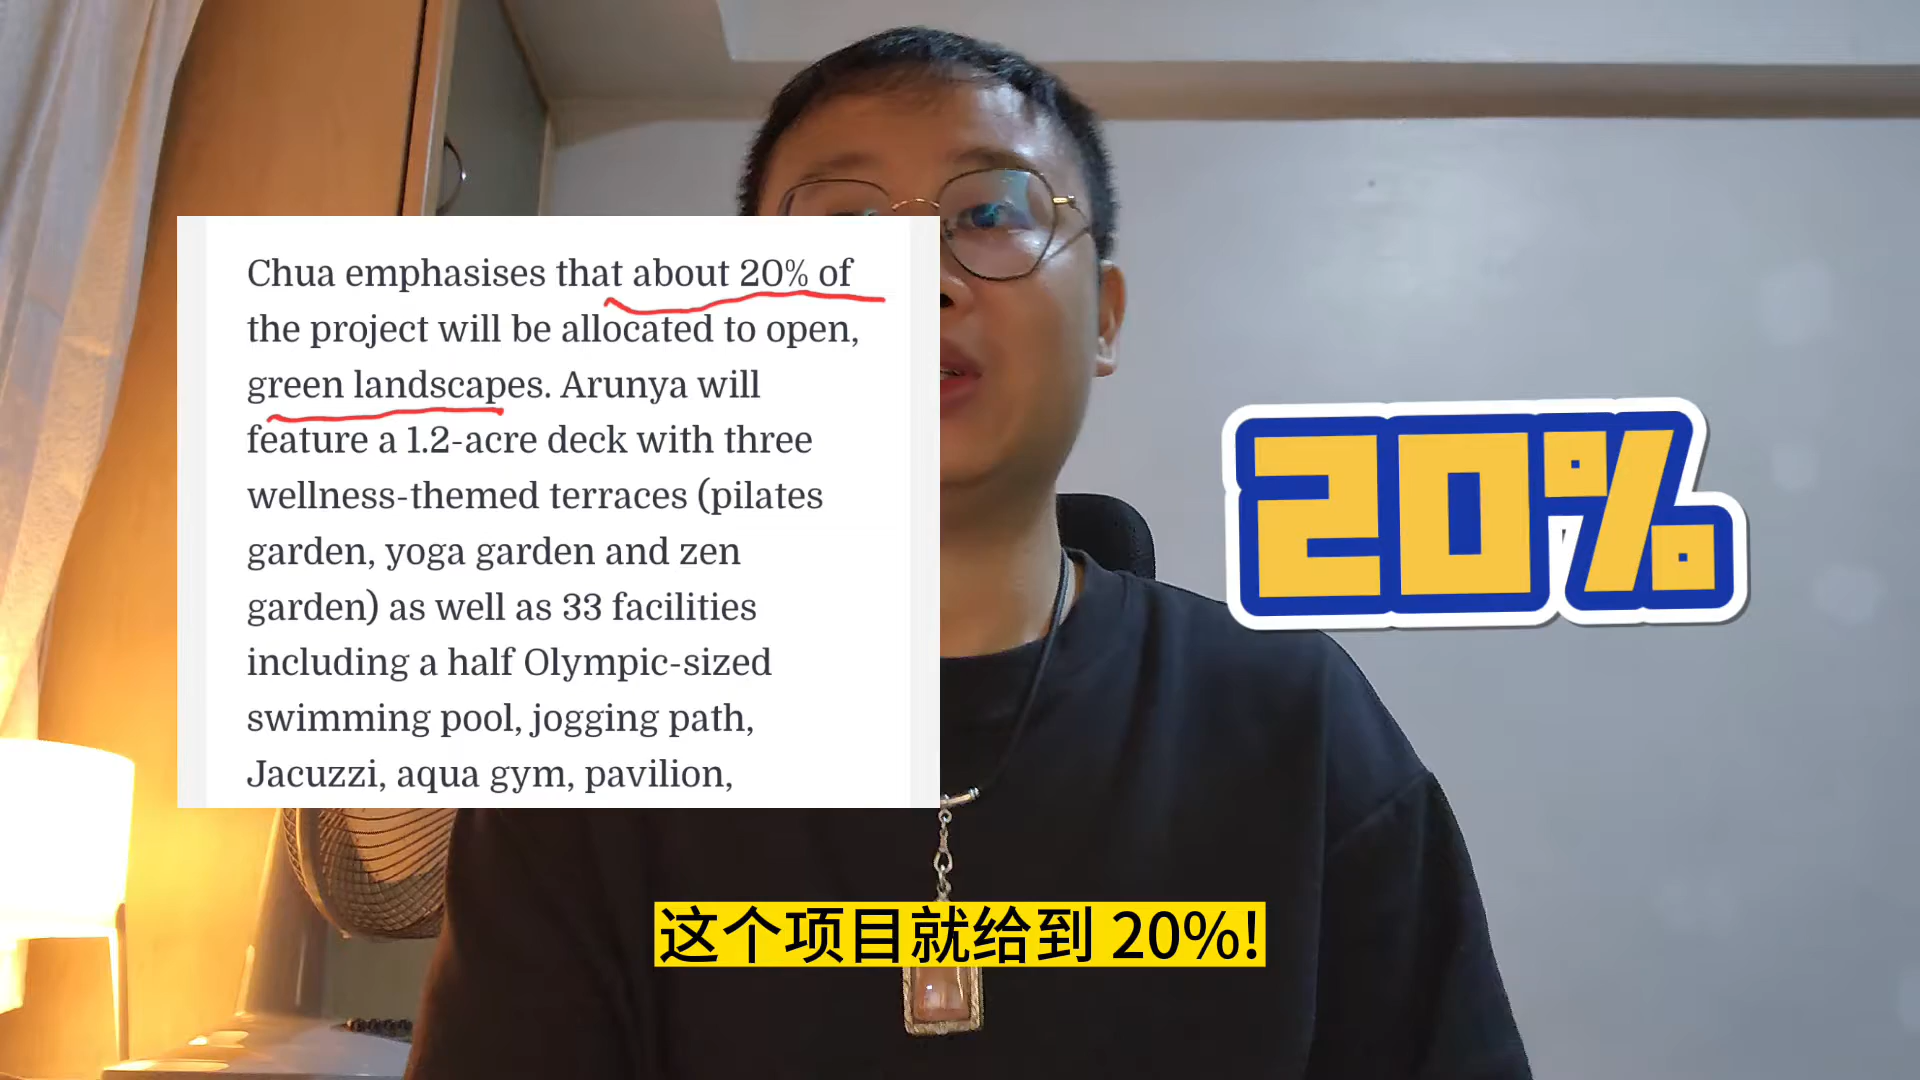 Chua emphasises that about 20% of
the project will be allocated to open,
green landscapes. Arunya will
feature a 1.2-acre deck with three
wellness-themed terraces (pilates
garden, yoga garden and zen
garden) as well as 33 facilities
including a half Olympic-sized
swimming pool, jogging path,
Jacuzzi, aqua gym, pavilion,
20%
这个项目就给到 20%!